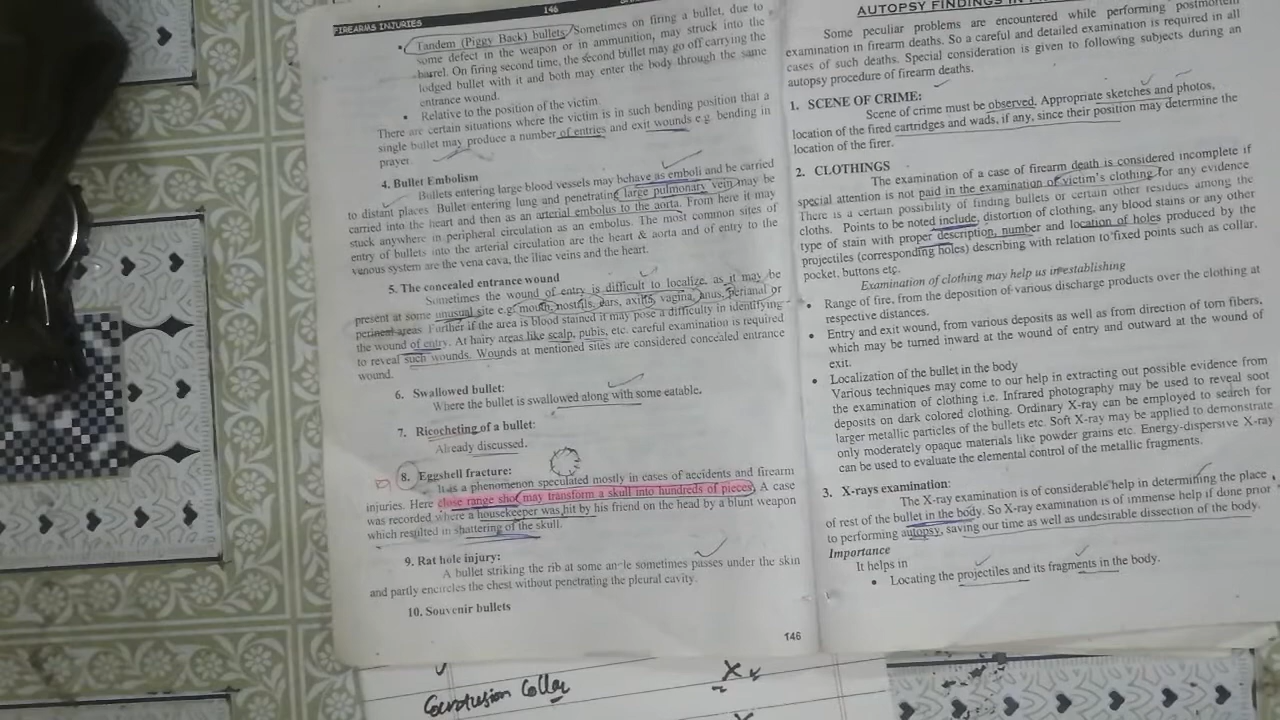 FIREARMS INJURIES
146
• Tandem (Piggy Back) bullets Sometimes on firing a bullet, due to
some defect in the weapon or in ammunition, may struck into the
barrel. On firing second time, the second bullet may go off carrying the
lodged bullet with it and both may enter the body through the same
entrance wound.
• Relative to the position of the victim
There are certain situations where the victim is in such bending position that a
single bullet may produce a number of entries and exit wounds e.g. bending in
prayer
4. Bullet Embolism
Bullets entering large blood vessels may behave as emboli and be carried
to distant places. Bullet entering lung and penetrating large pulmonary vein may be
carried into the heart and then as an arterial embolus to the aorta. From here it may
stuck anywhere in peripheral circulation as an embolus. The most common sites of
entry of bullets into the arterial circulation are the heart & aorta and of entry to the
venous system are the vena cava, the iliac veins and the heart.
5. The concealed entrance wound
Sometimes the wound of entry is difficult to localize, as it may be
present at some unusual site e.g. mouth, nostrils, ears, axilla, vagina, anus, perianal or
perineal areas. Further if the area is blood stained it may pose a difficulty in identifying
the wound of entry. At hairy areas like scalp, pubis, etc. careful examination is required
to reveal such wounds. Wounds at mentioned sites are considered concealed entrance
wound.
6. Swallowed bullet:
Where the bullet is swallowed along with some eatable.
7. Ricocheting of a bullet:
Already discussed.
8. Eggshell fracture:
It is a phenomenon speculated mostly in cases of accidents and firearm
injuries. Here close range shot may transform a skull into hundreds of pieces. A case
was recorded where a housekeeper was hit by his friend on the head by a blunt weapon
which resulted in shattering of the skull.
9. Rat hole injury:
A bullet striking the rib at some angle sometimes passes under the skin
and partly encircles the chest without penetrating the pleural cavity.
10. Souvenir bullets
146
AUTOPSY FINDINGS IN
Some peculiar problems are encountered while performing postmortem
examination in firearm deaths. So a careful and detailed examination is required in all
cases of such deaths. Special consideration is given to following subjects during an
autopsy procedure of firearm deaths.
1. SCENE OF CRIME:
Scene of crime must be observed. Appropriate sketches and photos,
location of the fired cartridges and wads, if any, since their position may determine the
location of the firer.
2. CLOTHINGS
The examination of a case of firearm death is considered incomplete if
special attention is not paid in the examination of victim's clothing for any evidence
There is a certain possibility of finding bullets or certain other residues among the
cloths. Points to be noted include, distortion of clothing, any blood stains or any other
type of stain with proper description, number and location of holes produced by the
projectiles (corresponding holes) describing with relation to fixed points such as collar.
pocket, buttons etc.
Examination of clothing may help us in establishing
• Range of fire, from the deposition of various discharge products over the clothing at
respective distances.
• Entry and exit wound, from various deposits as well as from direction of torn fibers,
which may be turned inward at the wound of entry and outward at the wound of
exit.
• Localization of the bullet in the body
Various techniques may come to our help in extracting out possible evidence from
the examination of clothing i.e. Infrared photography may be used to reveal soot
deposits on dark colored clothing. Ordinary X-ray can be employed to search for
larger metallic particles of the bullets etc. Soft X-ray may be applied to demonstrate
only moderately opaque materials like powder grains etc. Energy-dispersive X-ray
can be used to evaluate the elemental control of the metallic fragments.
3. X-rays examination:
The X-ray examination is of considerable help in determining the place
of rest of the bullet in the body. So X-ray examination is of immense help if done prior
to performing autopsy, saving our time as well as undesirable dissection of the body.
Importance
It helps in
• Locating the projectiles and its fragments in the body.
Contusion Collar
X